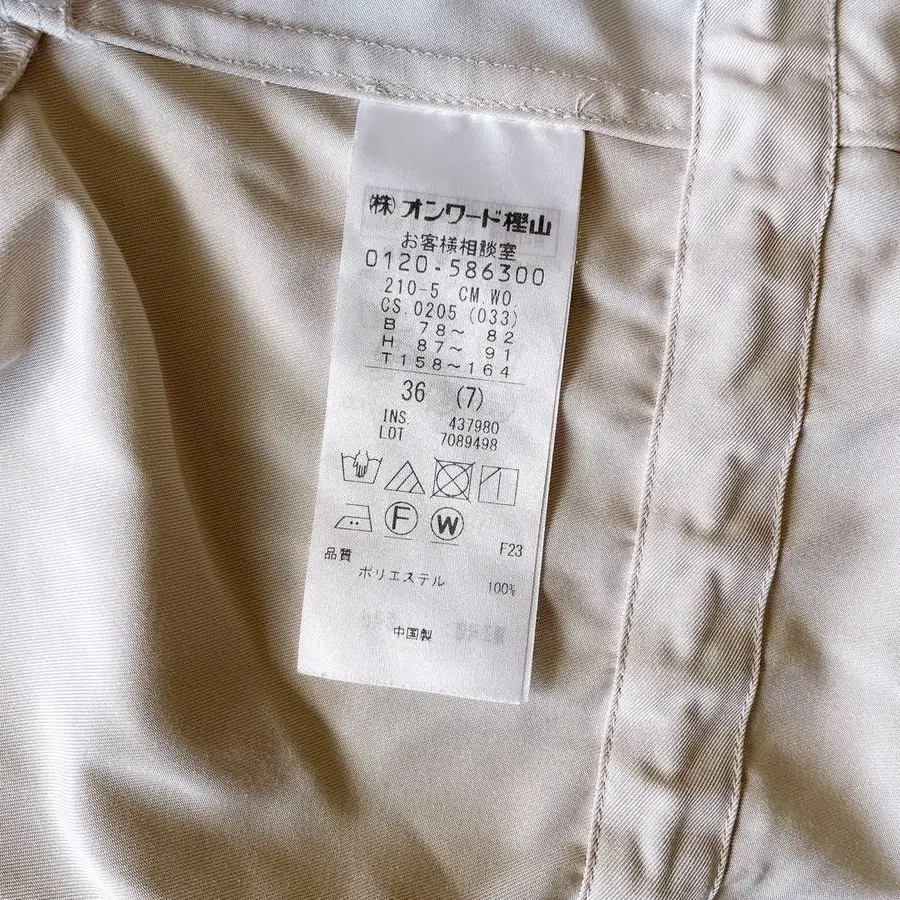 (株)オンワード樫山
お客様相談室
0120-586300
210-5 CM.WO.
CS.0205 (033)
B 78～ 82
H 87～ 91
T158～164
36 (7)
INS. 437980
LOT 7089498
F W
F23
品質
ポリエステル 100%
中国製